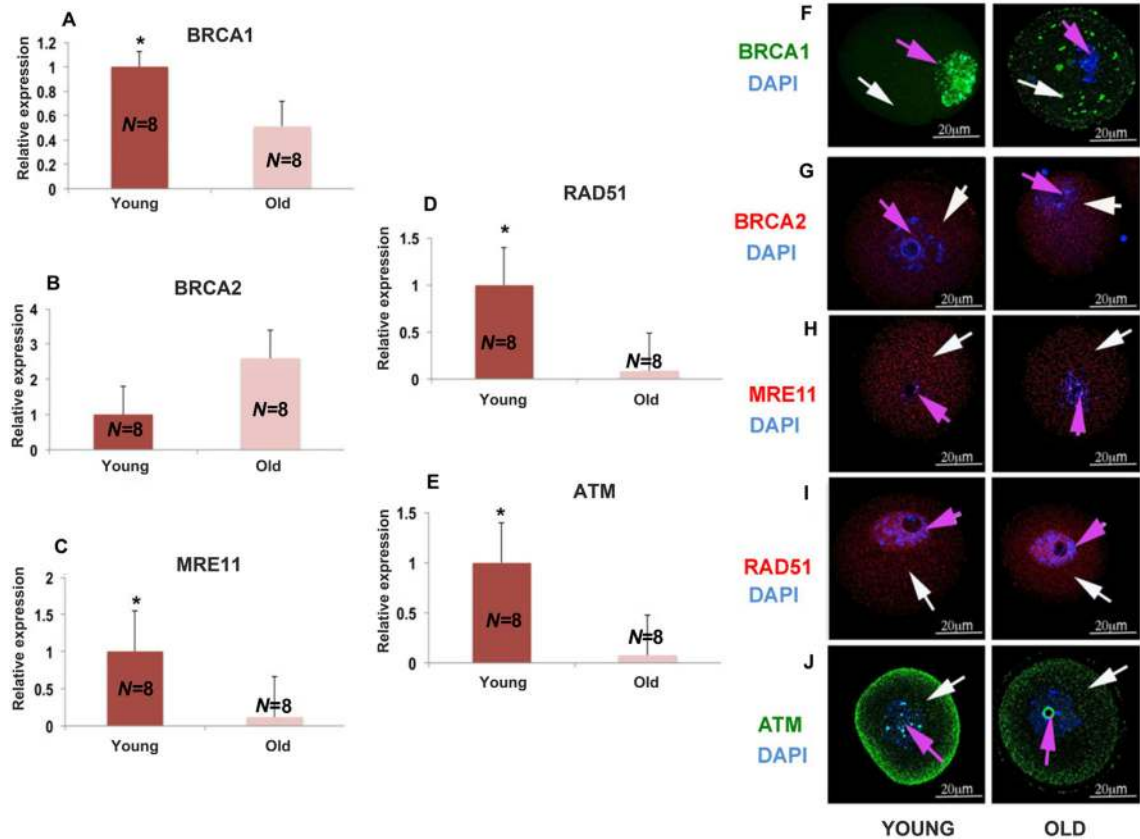 A
BRCA1
*
Relative expression
1.2
1
0.8
0.6
0.4
0.2
0
N=8
N=8
Young
Old
B
BRCA2
Relative expression
4
3
2
1
0
N=8
N=8
Young
Old
C
MRE11
*
Relative expression
2
1.5
1
0.5
0
N=8
N=8
Young
Old
D
RAD51
*
Relative expression
1.5
1
0.5
0
N=8
N=8
Young
Old
E
ATM
*
Relative expression
1.5
1
0.5
0
N=8
N=8
Young
Old
F
BRCA1
DAPI
20µm
20µm
G
BRCA2
DAPI
20µm
20µm
H
MRE11
DAPI
20µm
20µm
I
RAD51
DAPI
20µm
20µm
J
ATM
DAPI
20µm
20µm
YOUNG
OLD